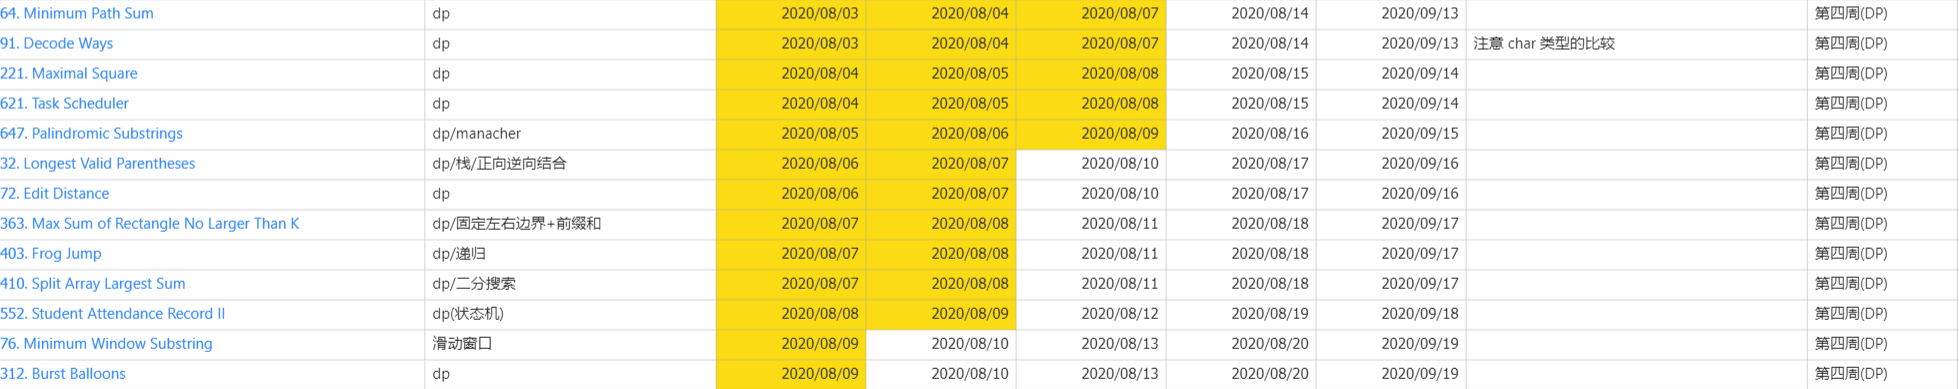 64. Minimum Path Sum dp 2020/08/03 2020/08/04 2020/08/07 2020/08/14 2020/09/13 第四周(DP)
91. Decode Ways dp 2020/08/03 2020/08/04 2020/08/07 2020/08/14 2020/09/13 注意 char 类型的比较 第四周(DP)
221. Maximal Square dp 2020/08/04 2020/08/05 2020/08/08 2020/08/15 2020/09/14 第四周(DP)
621. Task Scheduler dp 2020/08/04 2020/08/05 2020/08/08 2020/08/15 2020/09/14 第四周(DP)
647. Palindromic Substrings dp/manacher 2020/08/05 2020/08/06 2020/08/09 2020/08/16 2020/09/15 第四周(DP)
32. Longest Valid Parentheses dp/栈/正向逆向结合 2020/08/06 2020/08/07 2020/08/10 2020/08/17 2020/09/16 第四周(DP)
72. Edit Distance dp 2020/08/06 2020/08/07 2020/08/10 2020/08/17 2020/09/16 第四周(DP)
363. Max Sum of Rectangle No Larger Than K dp/固定左右边界+前缀和 2020/08/07 2020/08/08 2020/08/11 2020/08/18 2020/09/17 第四周(DP)
403. Frog Jump dp/递归 2020/08/07 2020/08/08 2020/08/11 2020/08/18 2020/09/17 第四周(DP)
410. Split Array Largest Sum dp/二分搜索 2020/08/07 2020/08/08 2020/08/11 2020/08/18 2020/09/17 第四周(DP)
552. Student Attendance Record II dp(状态机) 2020/08/08 2020/08/09 2020/08/12 2020/08/19 2020/09/18 第四周(DP)
76. Minimum Window Substring 滑动窗口 2020/08/09 2020/08/10 2020/08/13 2020/08/20 2020/09/19 第四周(DP)
312. Burst Balloons dp 2020/08/09 2020/08/10 2020/08/13 2020/08/20 2020/09/19 第四周(DP)